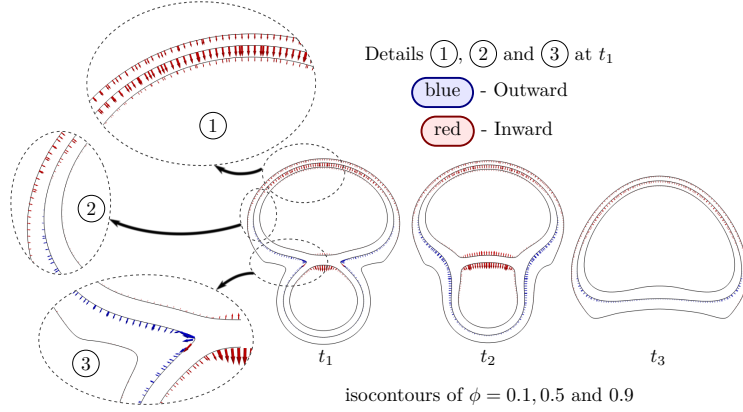 Details 1, 2 and 3 at t₁
blue - Outward
red - Inward
1
2
3
t₁
t₂
t₃
isocontours of ϕ = 0.1, 0.5 and 0.9